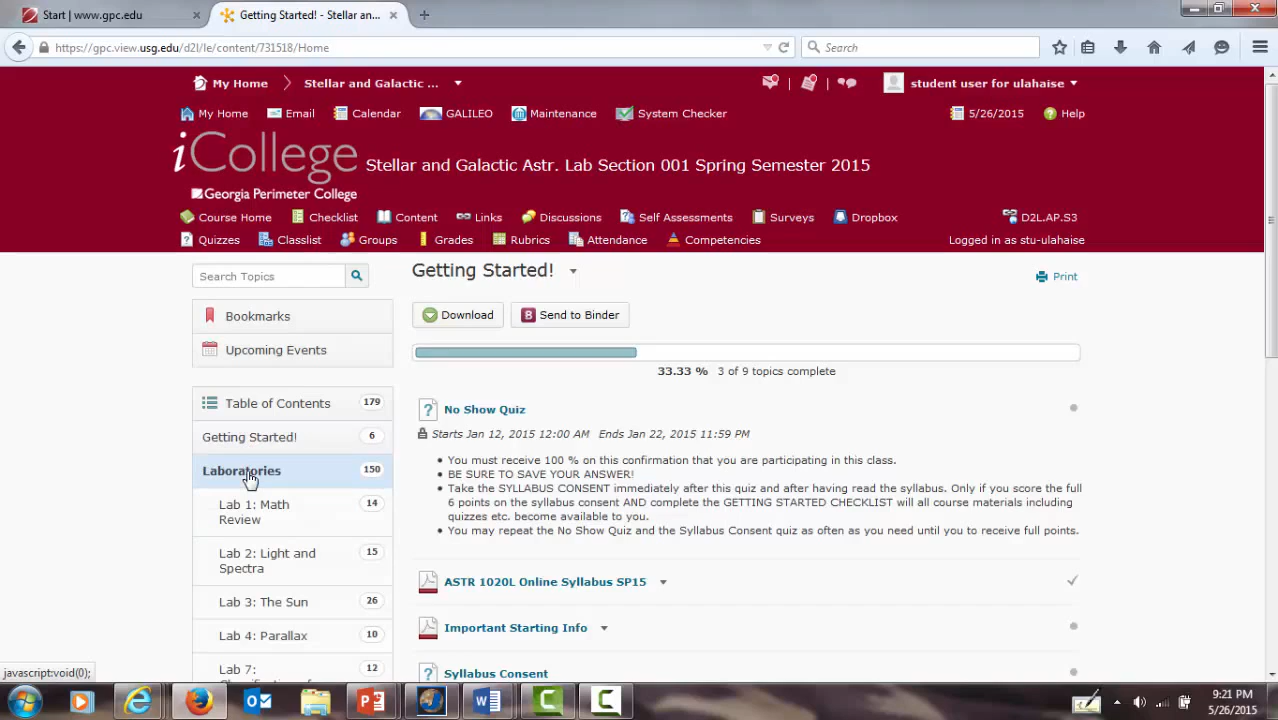 Start | www.gpc.edu
Getting Started! - Stellar an...
https://gpc.view.usg.edu/d2l/le/content/731518/Home
Search
My Home
Stellar and Galactic ...
student user for ulahaise
My Home
Email
Calendar
GALILEO
Maintenance
System Checker
5/26/2015
Help
iCollege
Georgia Perimeter College
Stellar and Galactic Astr. Lab Section 001 Spring Semester 2015
Course Home
Checklist
Content
Links
Discussions
Self Assessments
Surveys
Dropbox
D2L.AP.S3
Quizzes
Classlist
Groups
Grades
Rubrics
Attendance
Competencies
Logged in as stu-ulahaise
Search Topics
Bookmarks
Upcoming Events
Table of Contents 179
Getting Started! 6
Laboratories 150
Lab 1: Math 14
Review
Lab 2: Light and 15
Spectra
Lab 3: The Sun 26
Lab 4: Parallax 10
Lab 7: 12
Getting Started!
Print
Download
B Send to Binder
33.33 % 3 of 9 topics complete
No Show Quiz
Starts Jan 12, 2015 12:00 AM Ends Jan 22, 2015 11:59 PM
• You must receive 100 % on this confirmation that you are participating in this class.
• BE SURE TO SAVE YOUR ANSWER!
• Take the SYLLABUS CONSENT immediately after this quiz and after having read the syllabus. Only if you score the full
6 points on the syllabus consent AND complete the GETTING STARTED CHECKLIST will all course materials including
quizzes etc. become available to you.
• You may repeat the No Show Quiz and the Syllabus Consent quiz as often as you need until you to receive full points.
ASTR 1020L Online Syllabus SP15
Important Starting Info
Syllabus Consent
javascript:void(0);
9:21 PM
5/26/2015